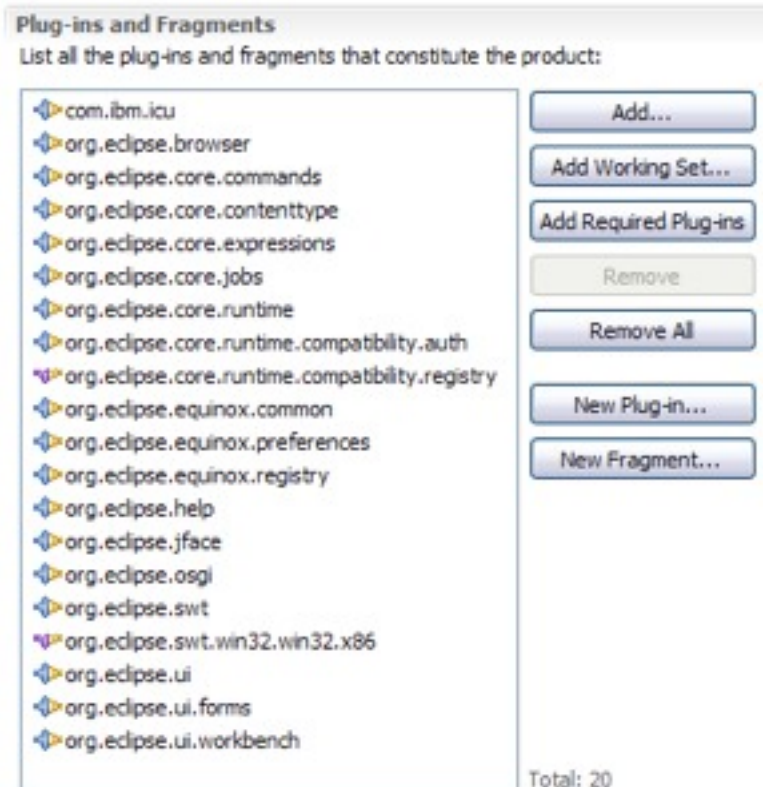 Plug-ins and Fragments
List all the plug-ins and fragments that constitute the product:
com.ibm.icu
org.eclipse.browser
org.eclipse.core.commands
org.eclipse.core.contenttype
org.eclipse.core.expressions
org.eclipse.core.jobs
org.eclipse.core.runtime
org.eclipse.core.runtime.compatibility.auth
org.eclipse.core.runtime.compatibility.registry
org.eclipse.equinox.common
org.eclipse.equinox.preferences
org.eclipse.equinox.registry
org.eclipse.help
org.eclipse.jface
org.eclipse.osgi
org.eclipse.swt
org.eclipse.swt.win32.win32.x86
org.eclipse.ui
org.eclipse.ui.forms
org.eclipse.ui.workbench
Add...
Add Working Set...
Add Required Plug-ins
Remove
Remove All
New Plug-in...
New Fragment...
Total: 20